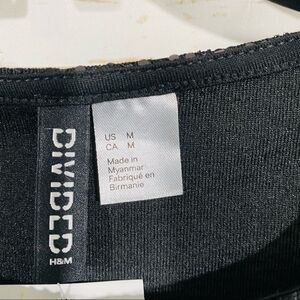 DIVIDED
H&M
US M
CA M
Made in
Myanmar
Fabriqué en
Birmanie